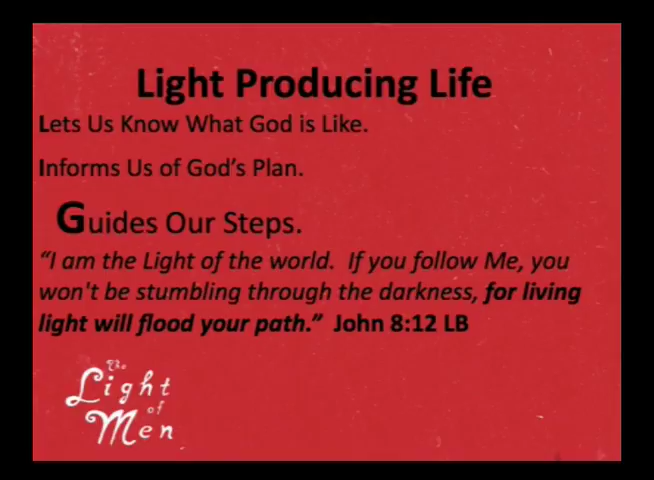 Light Producing Life
Lets Us Know What God is Like.
Informs Us of God’s Plan.
Guides Our Steps.
“I am the Light of the world.  If you follow Me, you
won't be stumbling through the darkness, for living
light will flood your path.”  John 8:12 LB
The
Light
of
Men